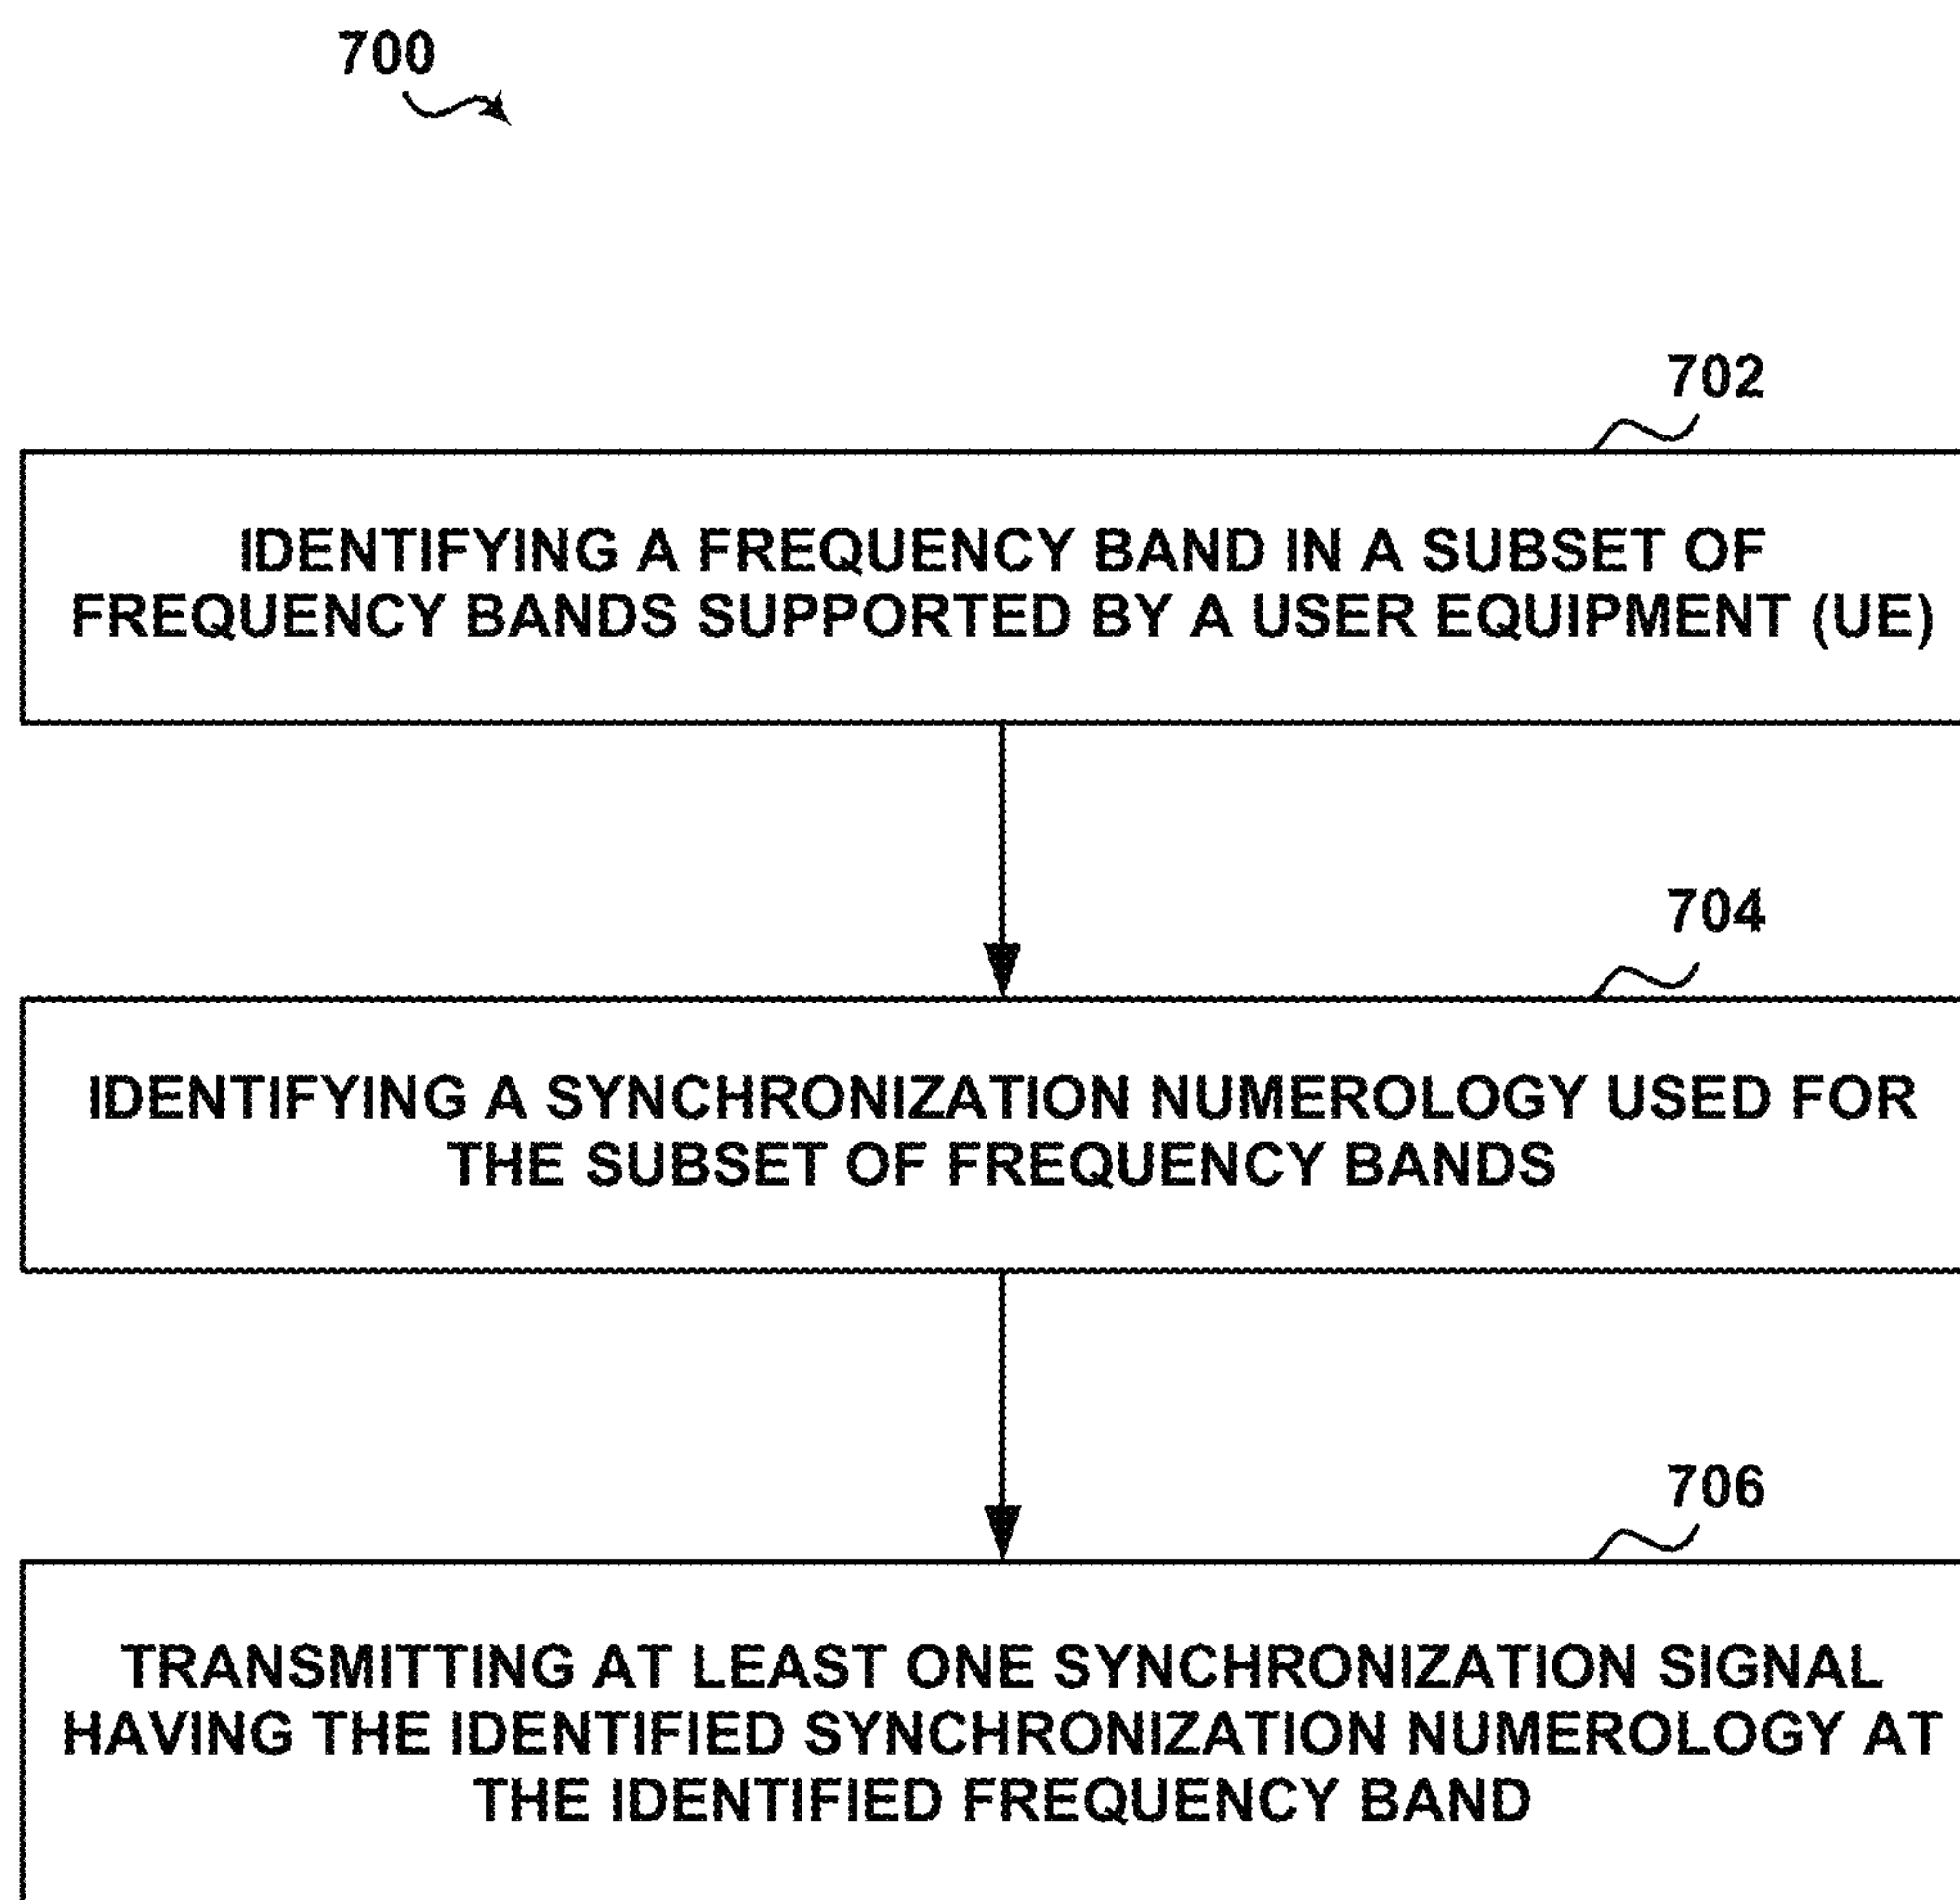 700
702
IDENTIFYING A FREQUENCY BAND IN A SUBSET OF
FREQUENCY BANDS SUPPORTED BY A USER EQUIPMENT (UE)
704
IDENTIFYING A SYNCHRONIZATION NUMEROLOGY USED FOR
THE SUBSET OF FREQUENCY BANDS
706
TRANSMITTING AT LEAST ONE SYNCHRONIZATION SIGNAL
HAVING THE IDENTIFIED SYNCHRONIZATION NUMEROLOGY AT
THE IDENTIFIED FREQUENCY BAND